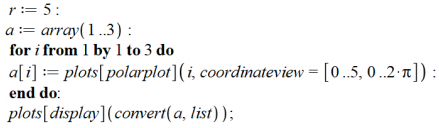 r := 5 :
a := array(1 ..3) :
for i from 1 by 1 to 3 do
a[i] := plots[polarplot](i, coordinateview = [0 ..5, 0 ..2·π]) :
end do:
plots[display](convert(a, list));